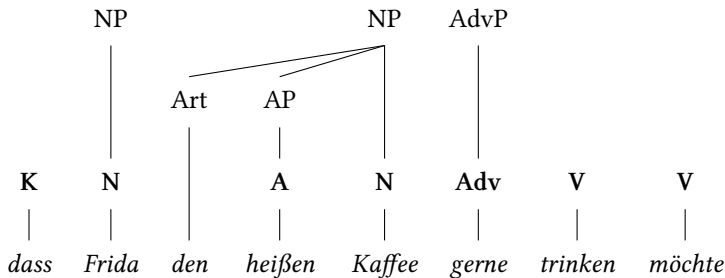 NP NP AdvP
Art AP
K N A N Adv V V
dass Frida den heißen Kaffee gerne trinken möchte